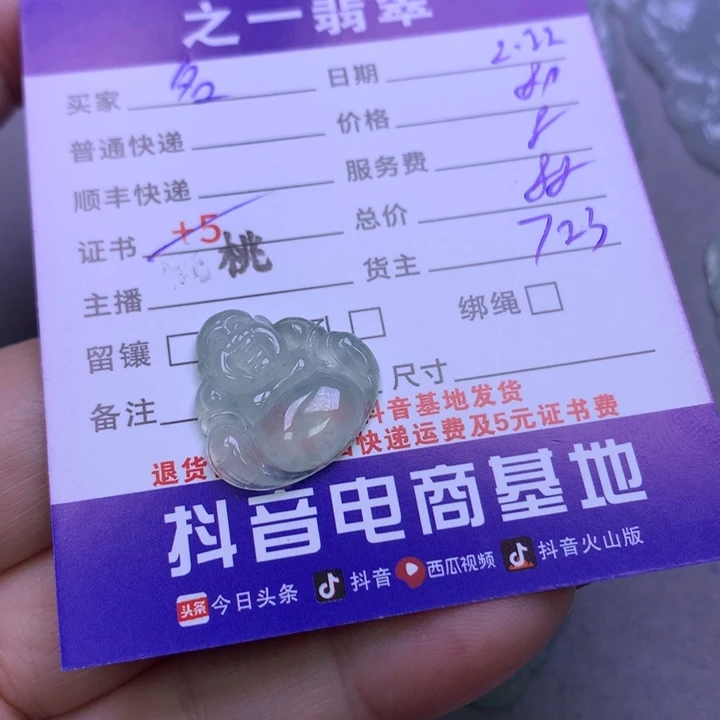 之一翡翠
买家 日期 2.22
普通快递 价格
顺丰快递 服务费
证书 +5 总价
桃
主播 货主 723
留镶 绑绳
备注 尺寸
抖音基地发货
退货 快递运费及5元证书费
抖音电商基地
头条 今日头条 抖音 西瓜视频 抖音火山版